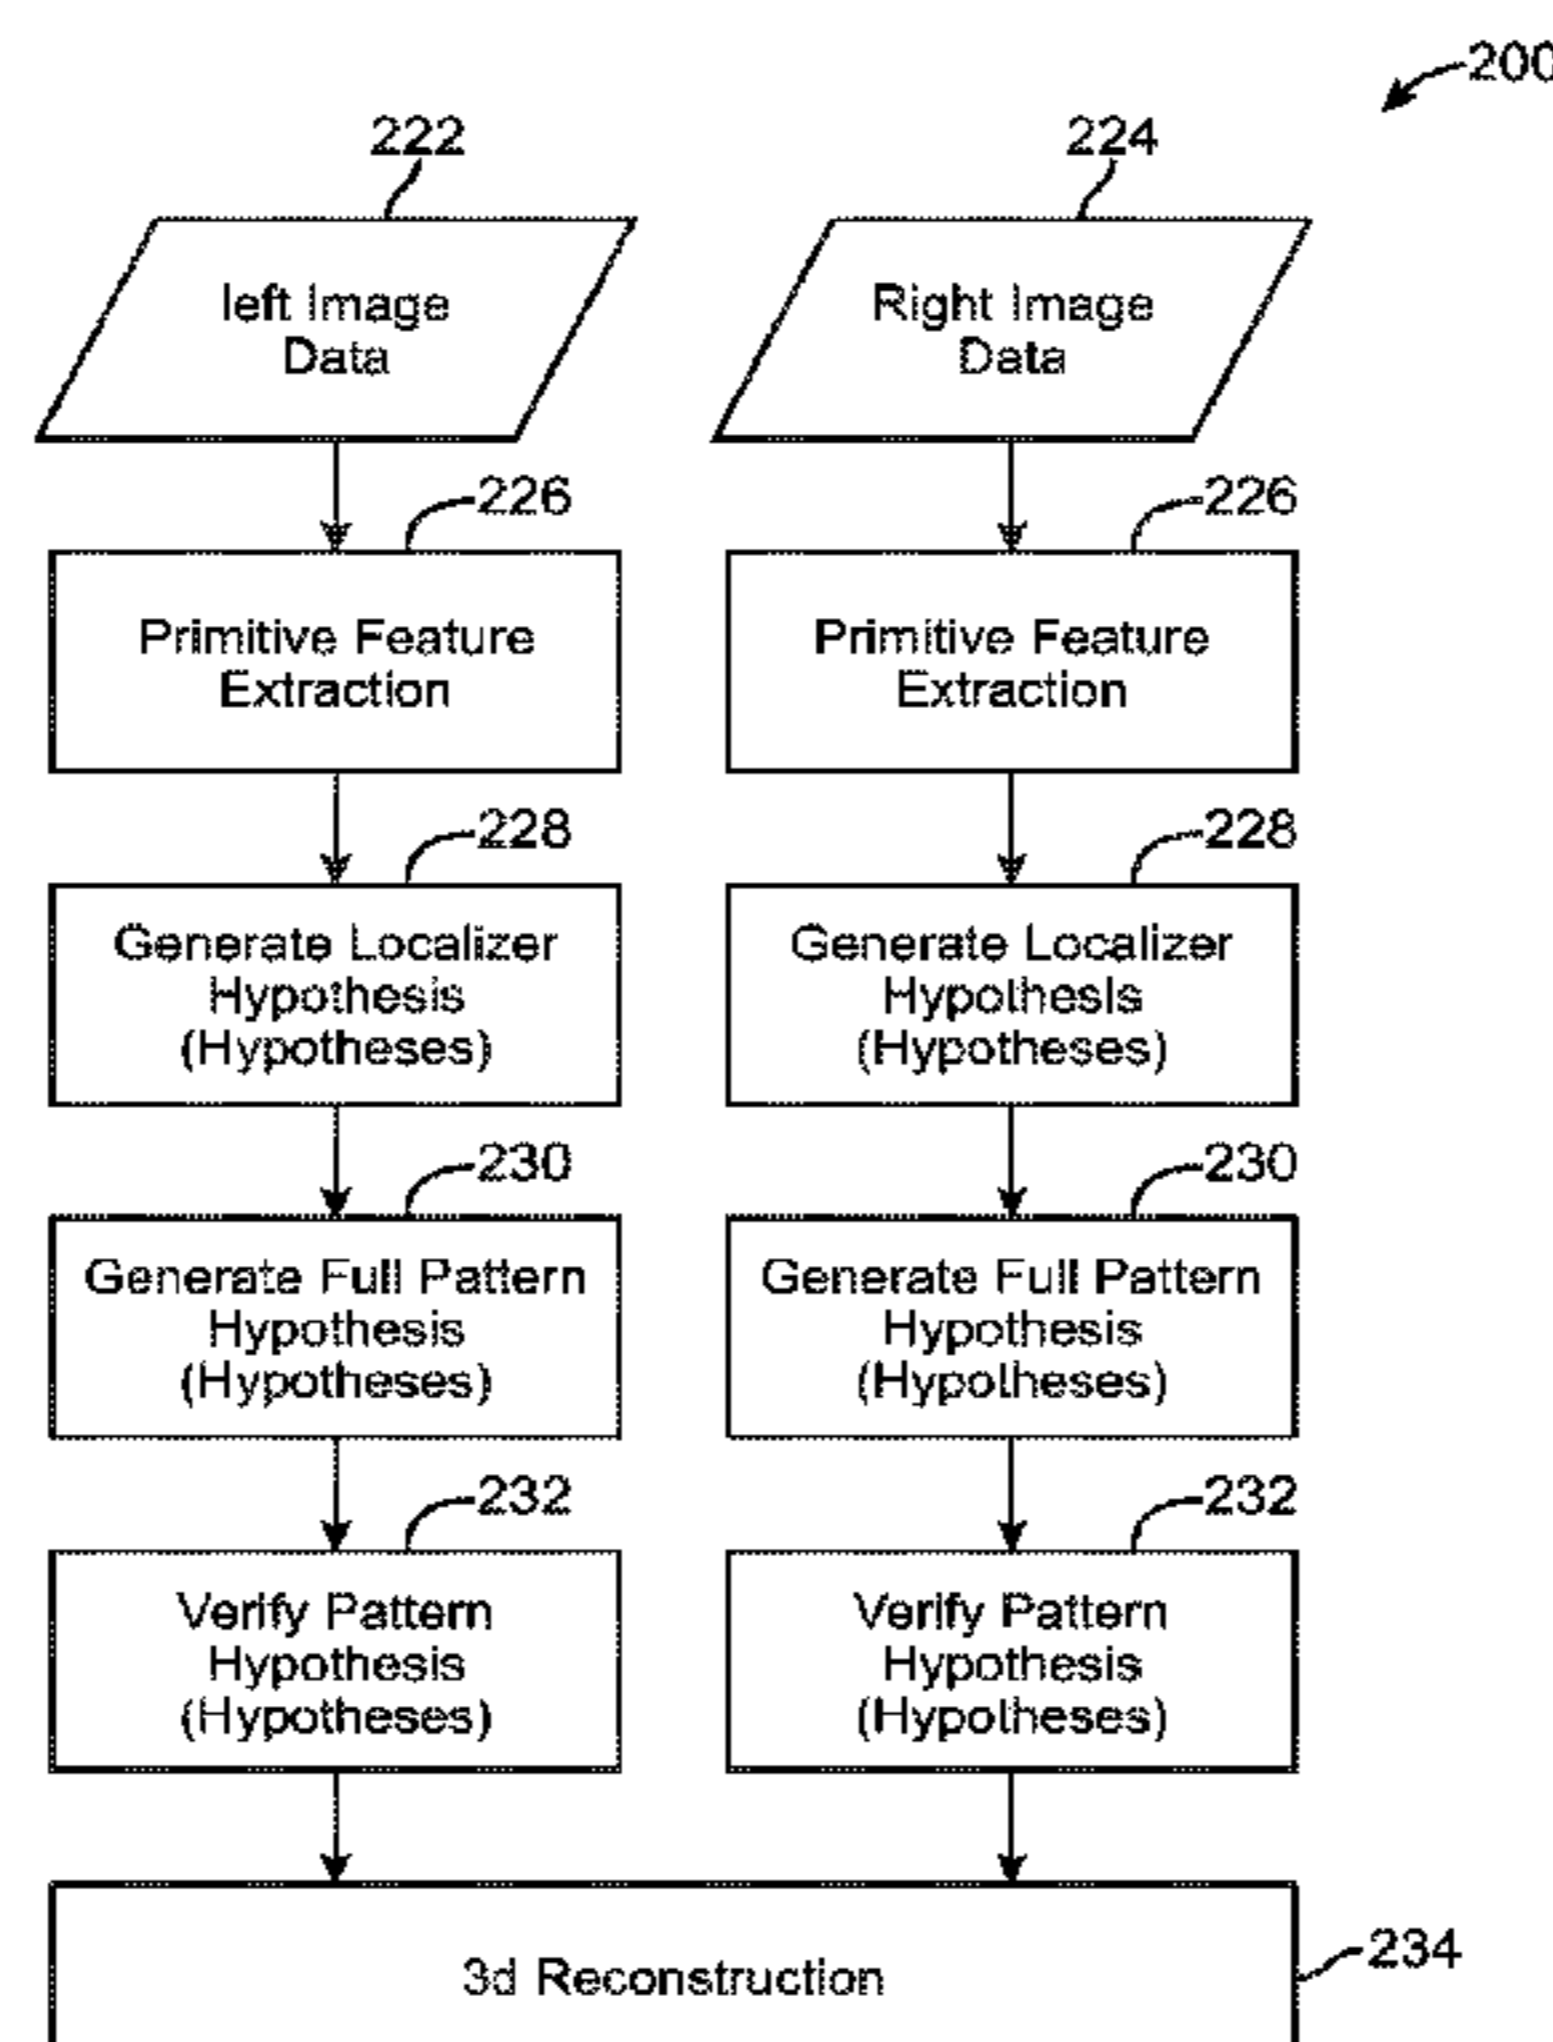 200
222
224
left Image
Data
Right Image
Data
226
226
Primitive Feature
Extraction
Primitive Feature
Extraction
228
228
Generate Localizer
Hypothesis
(Hypotheses)
Generate Localizer
Hypothesis
(Hypotheses)
230
230
Generate Full Pattern
Hypothesis
(Hypotheses)
Generate Full Pattern
Hypothesis
(Hypotheses)
232
232
Verify Pattern
Hypothesis
(Hypotheses)
Verify Pattern
Hypothesis
(Hypotheses)
3d Reconstruction
234